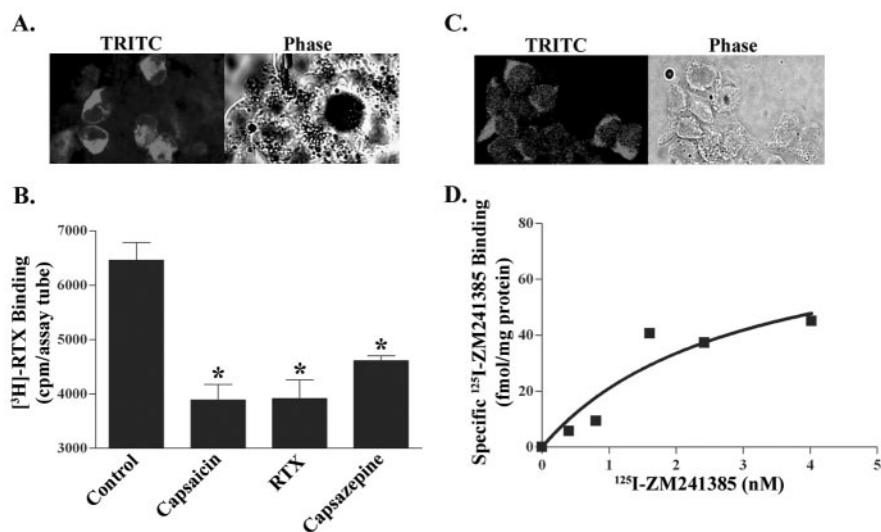 A.
TRITC
Phase
B.
[³H]-RTX Binding
(cpm/assay tube)
7000
6000
5000
4000
3000
*
*
*
Control
Capsaicin
RTX
Capsazepine
C.
TRITC
Phase
D.
Specific ¹²⁵I-ZM241385 Binding
(fmol/mg protein)
80
60
40
20
0
0
1
2
3
4
5
¹²⁵I-ZM241385 (nM)